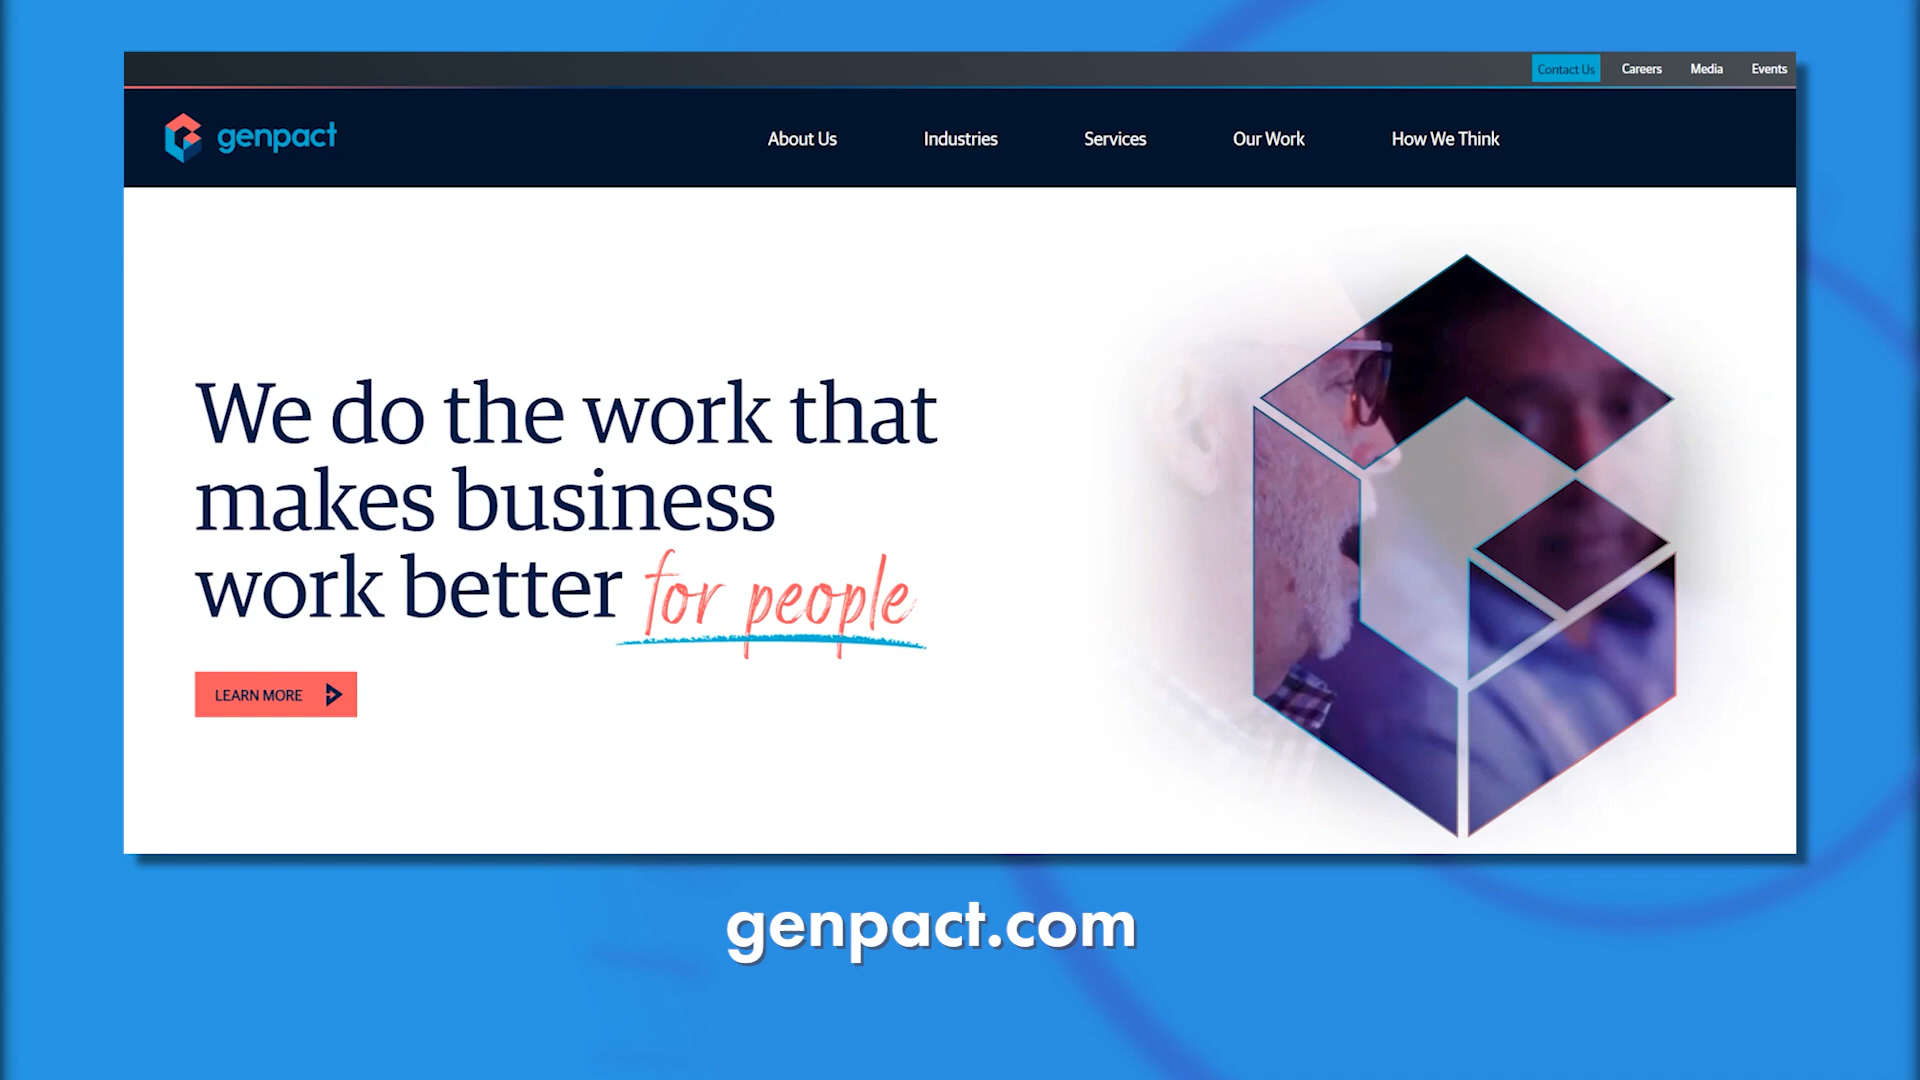 Contact Us Careers Media Events
genpact About Us Industries Services Our Work How We Think
We do the work that
makes business
work better for people
LEARN MORE
genpact.com